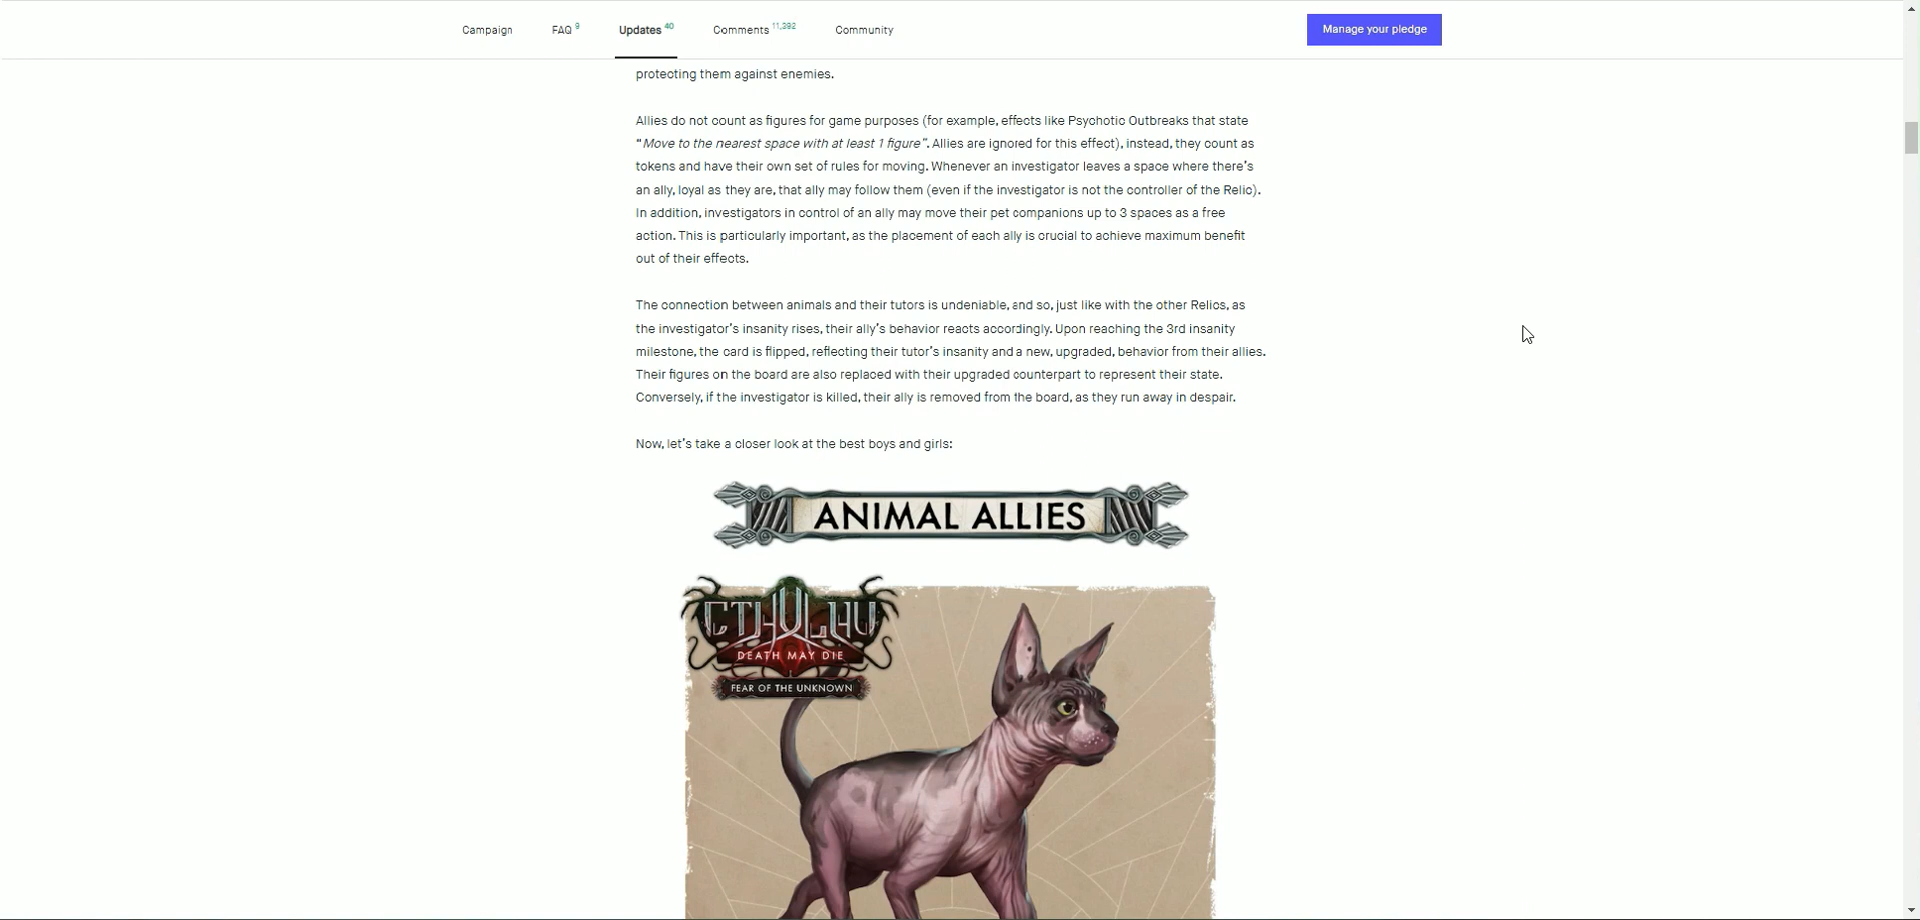 Campaign FAQ 9 Updates 40 Comments 11,392 Community Manage your pledge
protecting them against enemies.
Allies do not count as figures for game purposes (for example, effects like Psychotic Outbreaks that state
“Move to the nearest space with at least 1 figure”. Allies are ignored for this effect), instead, they count as
tokens and have their own set of rules for moving. Whenever an investigator leaves a space where there’s
an ally, loyal as they are, that ally may follow them (even if the investigator is not the controller of the Relic).
In addition, investigators in control of an ally may move their pet companions up to 3 spaces as a free
action. This is particularly important, as the placement of each ally is crucial to achieve maximum benefit
out of their effects.
The connection between animals and their tutors is undeniable, and so, just like with the other Relics, as
the investigator’s insanity rises, their ally’s behavior reacts accordingly. Upon reaching the 3rd insanity
milestone, the card is flipped, reflecting their tutor’s insanity and a new, upgraded, behavior from their allies.
Their figures on the board are also replaced with their upgraded counterpart to represent their state.
Conversely, if the investigator is killed, their ally is removed from the board, as they run away in despair.
Now, let’s take a closer look at the best boys and girls:
ANIMAL ALLIES
CTHULHU
DEATH MAY DIE
FEAR OF THE UNKNOWN